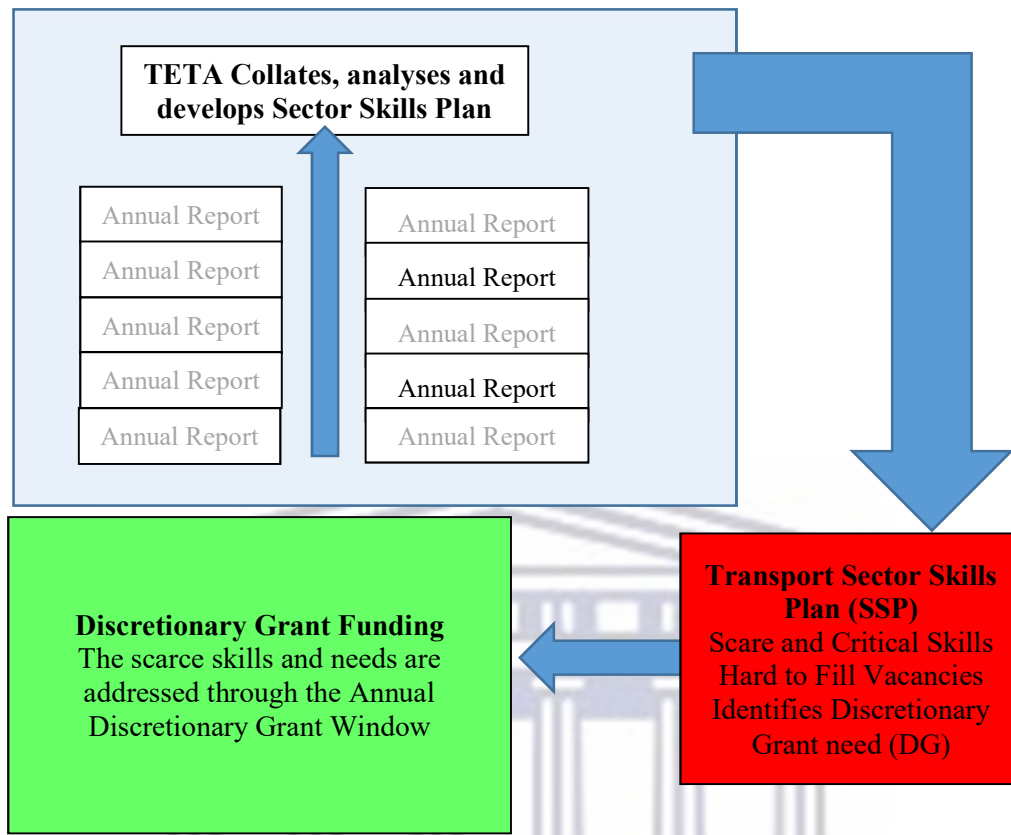 TETA Collates, analyses and
develops Sector Skills Plan
Annual Report
Annual Report
Annual Report
Annual Report
Annual Report
Annual Report
Annual Report
Annual Report
Annual Report
Annual Report
Transport Sector Skills
Plan (SSP)
Scare and Critical Skills
Hard to Fill Vacancies
Identifies Discretionary
Grant need (DG)
Discretionary Grant Funding
The scarce skills and needs are
addressed through the Annual
Discretionary Grant Window